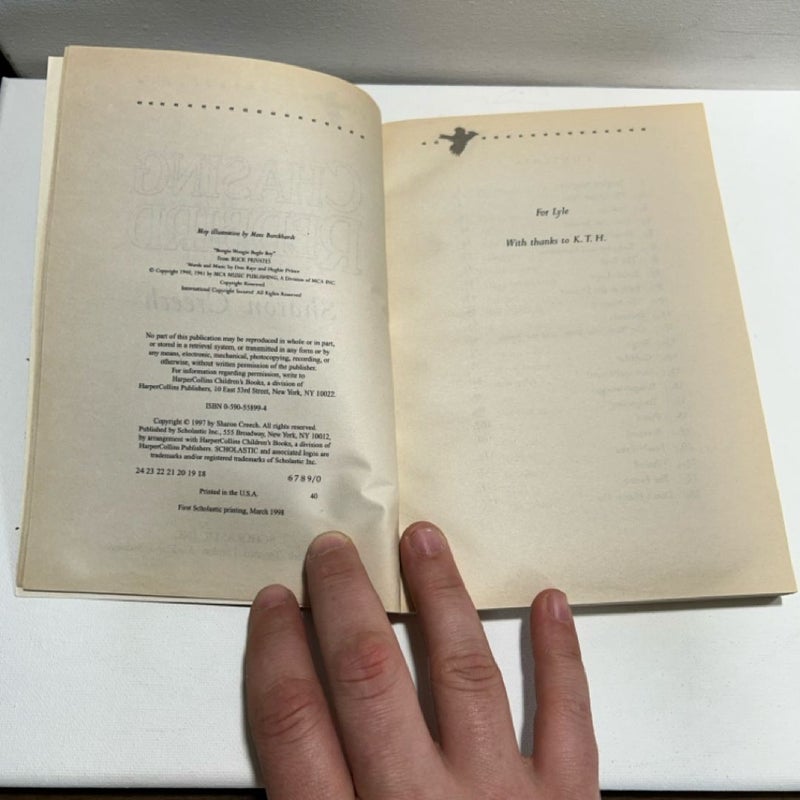 Map illustration by Marc Burckhardt
"Boogie Woogie Bugle Boy"
From BUCK PRIVATES
Words and Music by Don Raye and Hughie Prince
© Copyright 1940, 1941 by MCA MUSIC PUBLISHING, A Division of MCA INC.
Copyright Renewed
International Copyright Secured All Rights Reserved
No part of this publication may be reproduced in whole or in part,
or stored in a retrieval system, or transmitted in any form or by
any means, electronic, mechanical, photocopying, recording, or
otherwise, without written permission of the publisher.
For information regarding permission, write to
HarperCollins Children's Books, a division of
HarperCollins Publishers, 10 East 53rd Street, New York, NY 10022.
ISBN 0-590-55899-4
Copyright © 1997 by Sharon Creech. All rights reserved.
Published by Scholastic Inc., 555 Broadway, New York, NY 10012,
by arrangement with HarperCollins Children's Books, a division of
HarperCollins Publishers. SCHOLASTIC and associated logos are
trademarks and/or registered trademarks of Scholastic Inc.
24 23 22 21 20 19 18 6 7 8 9/0
Printed in the U.S.A. 40
First Scholastic printing, March 1998
For Lyle
With thanks to K. T. H.
CHASING
REDBIRD
Sharon Creech